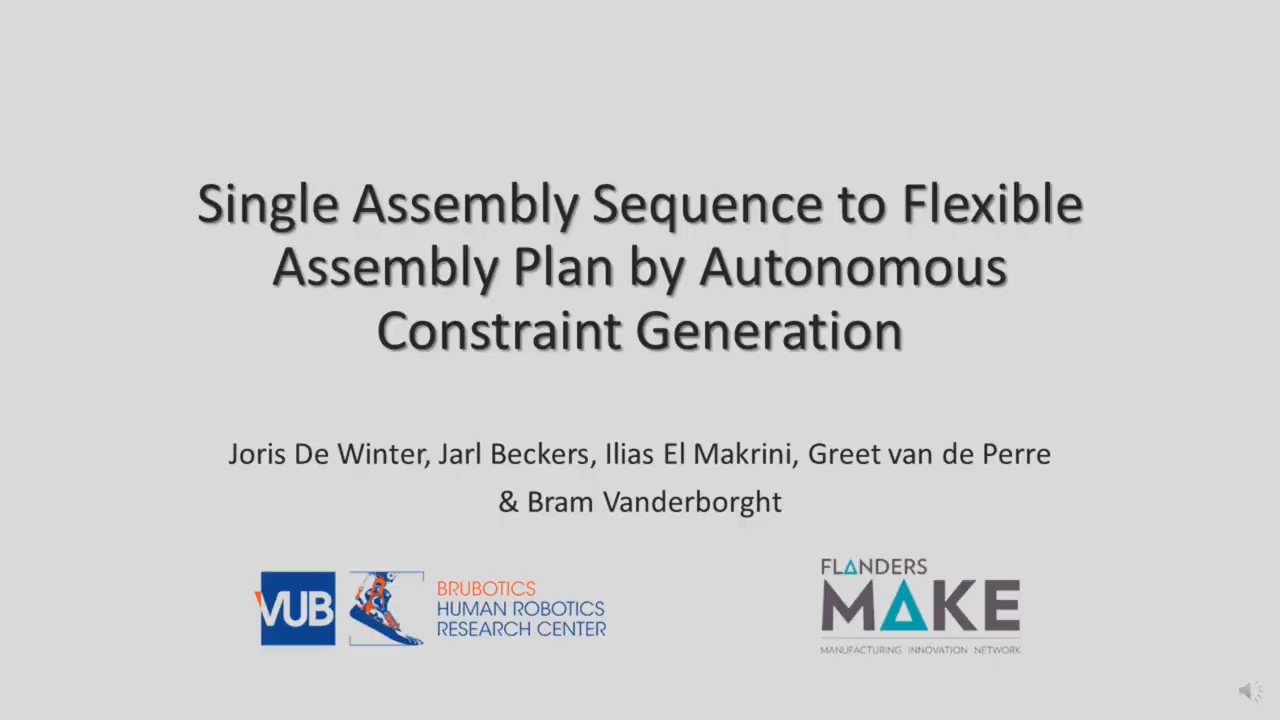 Single Assembly Sequence to Flexible
Assembly Plan by Autonomous
Constraint Generation
Joris De Winter, Jarl Beckers, Ilias El Makrini, Greet van de Perre
& Bram Vanderborght
VUB
BRUBOTICS
HUMAN ROBOTICS
RESEARCH CENTER
FLANDERS
MAKE
MANUFACTURING INNOVATION NETWORK